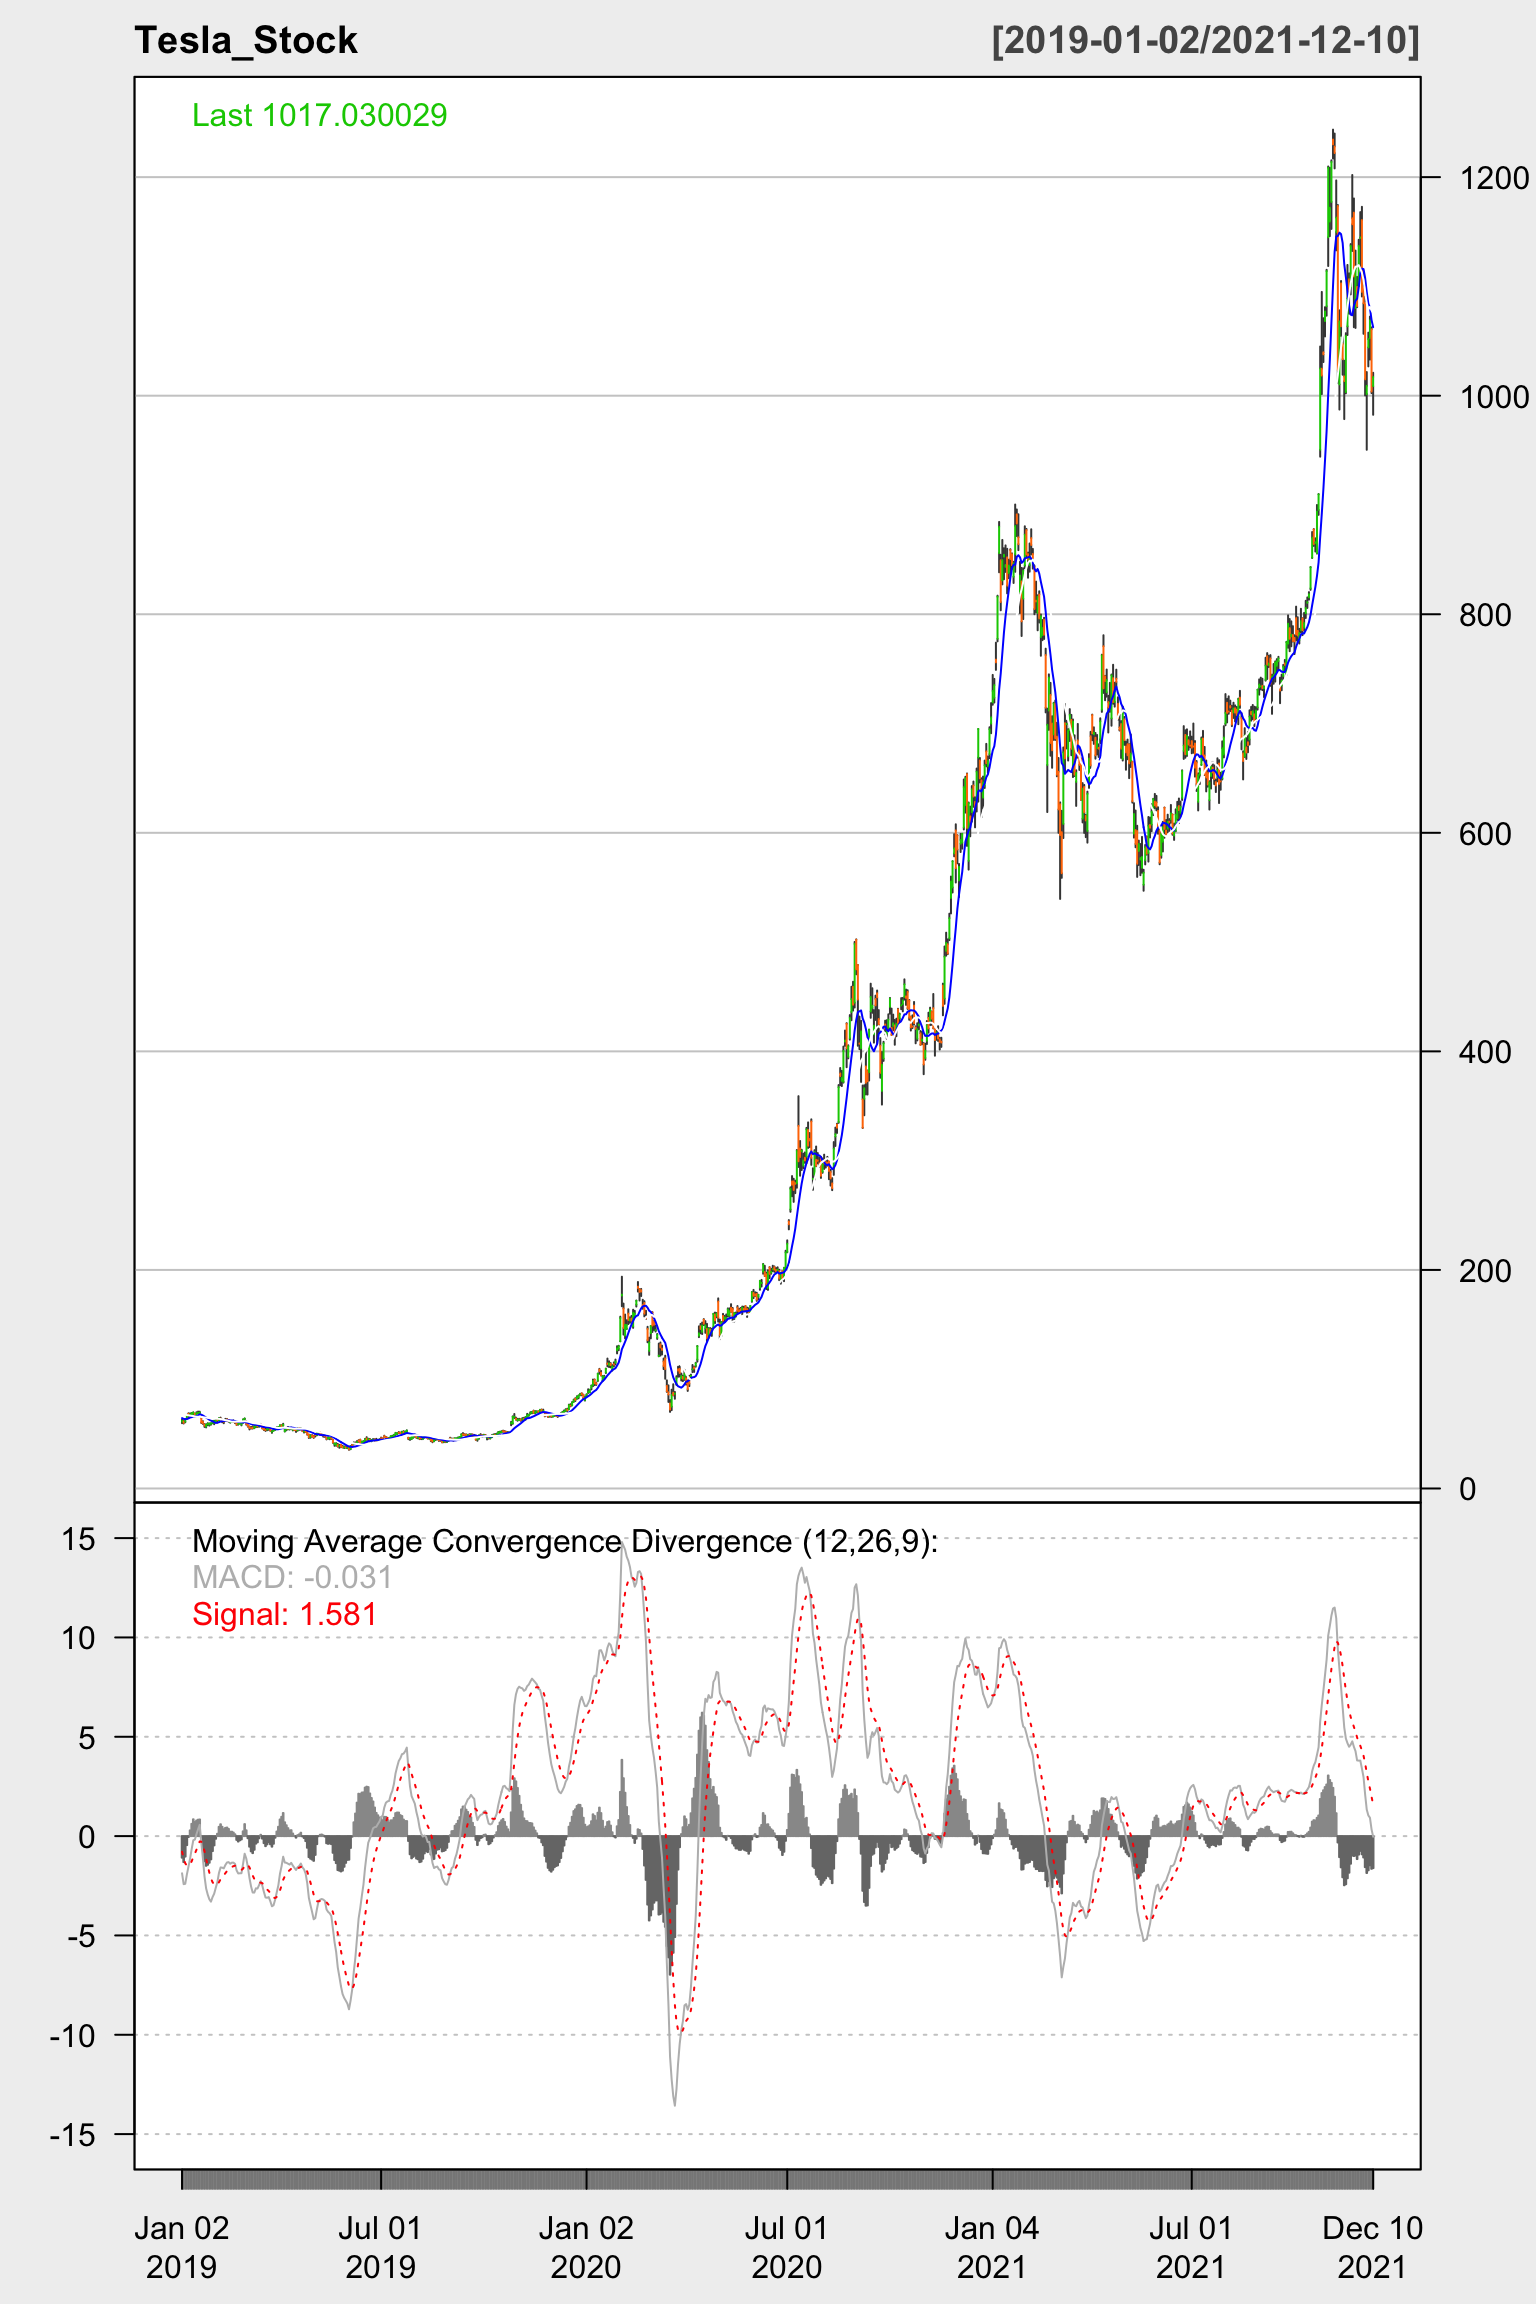 Tesla_Stock [2019-01-02/2021-12-10]
Last 1017.030029
1200
1000
800
600
400
200
0
Moving Average Convergence Divergence (12,26,9):
MACD: -0.031
Signal: 1.581
15
10
5
0
-5
-10
-15
Jan 02 Jul 01 Jan 02 Jul 01 Jan 04 Jul 01 Dec 10
2019 2019 2020 2020 2021 2021 2021